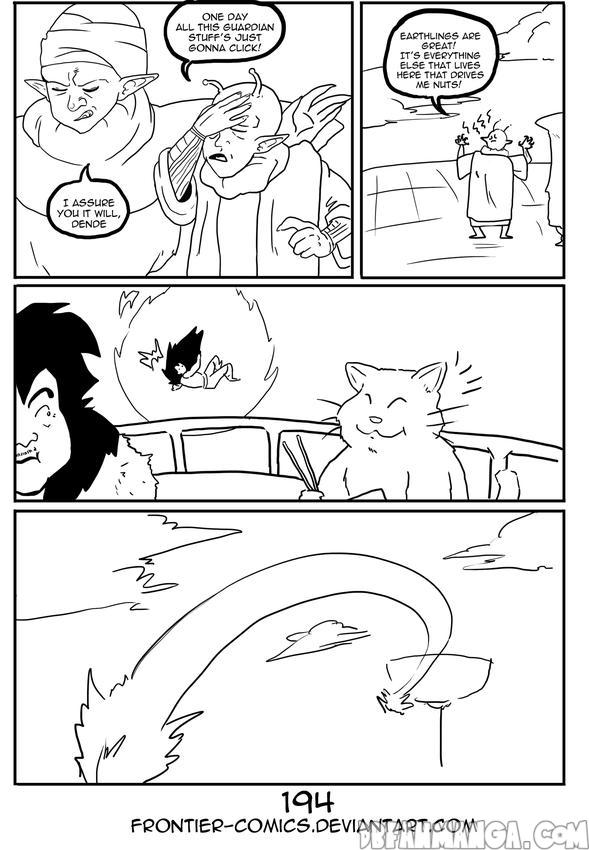 ONE DAY
ALL THIS GUARDIAN
STUFF'S JUST
GONNA CLICK!
I ASSURE
YOU IT WILL,
DENDE
EARTHLINGS ARE
GREAT!
IT'S EVERYTHING
ELSE THAT LIVES
HERE THAT DRIVES
ME NUTS!
194
FRONTIER-COMICS.DEVIANTART.COM
DBFANMANGA.COM